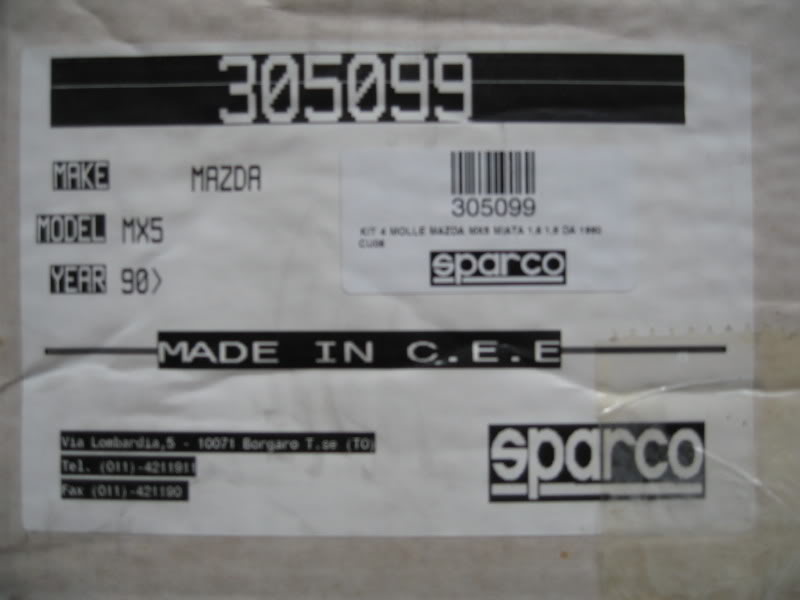 305099
MAKE MAZDA
MODEL MX5
YEAR 90>
305099
KIT 4 MOLLE MAZDA MX5 MIATA 1.6 1.8 DA 1990
sparco
MADE IN C.E.E
Via Lombardia,5 - 10071 Borgaro T.se (TO)
Tel. (011)-4211911
Fax (011)-421190
sparco